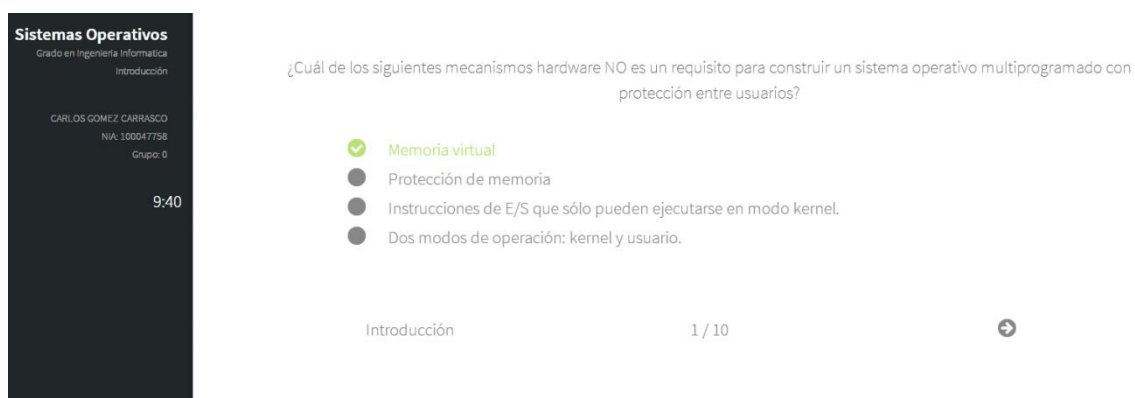 Sistemas Operativos
Grado en Ingeniería Informatica
Introducción
CARLOS GOMEZ CARRASCO
NIA: 100047758
Grupo: 0
9:40
¿Cuál de los siguientes mecanismos hardware NO es un requisito para construir un sistema operativo multiprogramado con
protección entre usuarios?
Memoria virtual
Protección de memoria
Instrucciones de E/S que sólo pueden ejecutarse en modo kernel.
Dos modos de operación: kernel y usuario.
Introducción 1 / 10